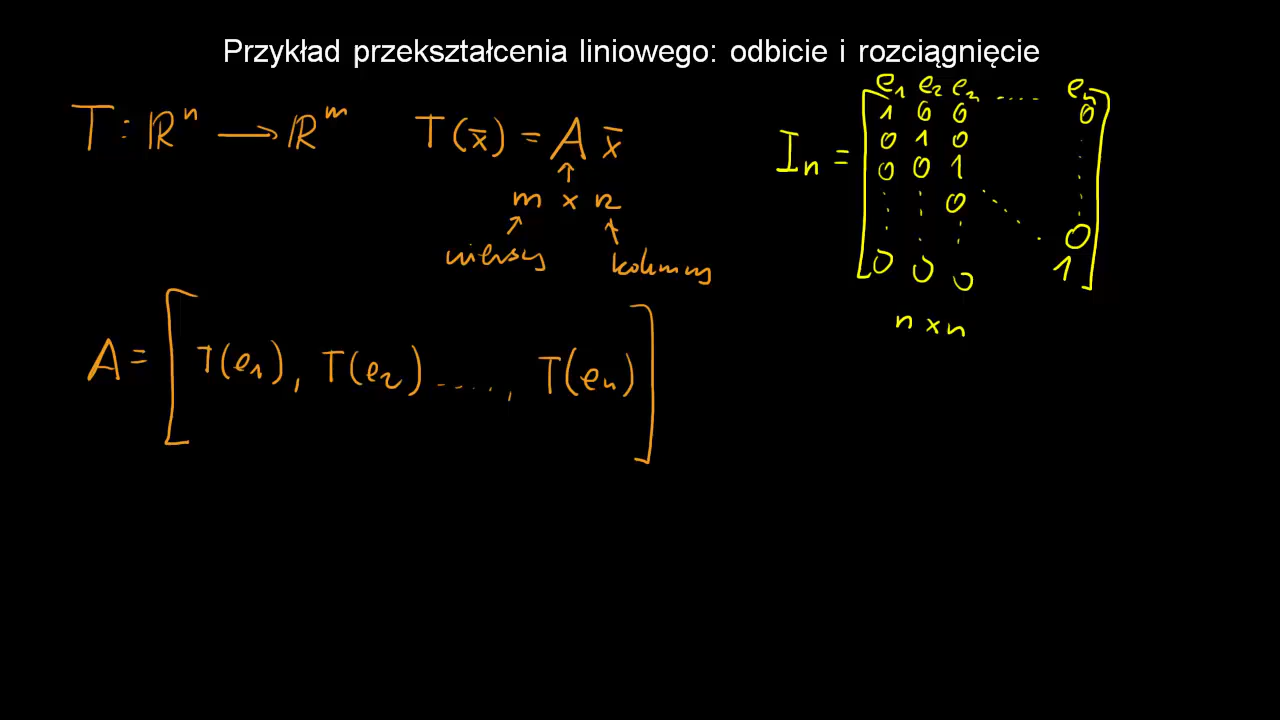 Przykład przekształcenia liniowego: odbicie i rozciągnięcie
T : ℝⁿ → ℝᵐ
T(x̄) = A x̄
↑
m × n
↗ ↖
wierszy kolumny
A = [ T(e₁), T(e₂) ....., T(eₙ) ]
e₁ e₂ e₃ ..... eₙ
1 0 0 0
0 1 0
Iₙ = 0 0 1
0
0
0 0 0 1
n × n